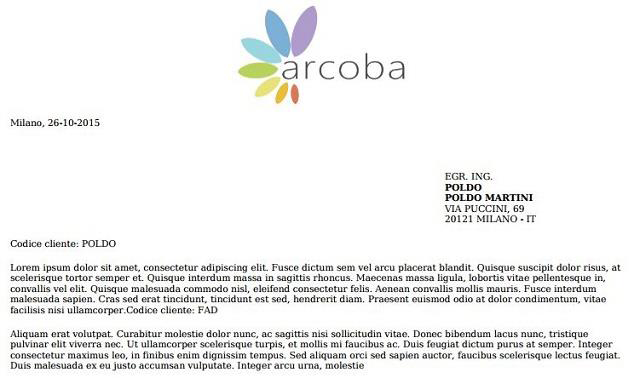 arcoba
Milano, 26-10-2015
EGR. ING.
POLDO
POLDO MARTINI
VIA PUCCINI, 69
20121 MILANO - IT
Codice cliente: POLDO
Lorem ipsum dolor sit amet, consectetur adipiscing elit. Fusce dictum sem vel arcu placerat blandit. Quisque suscipit dolor risus, at
scelerisque tortor semper et. Quisque interdum massa in sagittis rhoncus. Maecenas massa ligula, lobortis vitae pellentesque in,
convallis vel elit. Quisque malesuada commodo nisl, eleifend consectetur felis. Aenean convallis mollis mauris. Fusce interdum
malesuada sapien. Cras sed erat tincidunt, tincidunt est sed, hendrerit diam. Praesent euismod odio at dolor condimentum, vitae
facilisis nisi ullamcorper.Codice cliente: FAD
Aliquam erat volutpat. Curabitur molestie dolor nunc, ac sagittis nisi sollicitudin vitae. Donec bibendum lacus nunc, tristique
pulvinar elit viverra nec. Ut ullamcorper scelerisque turpis, et mollis mi faucibus ac. Duis feugiat dictum purus at semper. Integer
consectetur maximus leo, in finibus enim dignissim tempus. Sed aliquam orci sed sapien auctor, faucibus scelerisque lectus feugiat.
Duis malesuada ex eu justo accumsan vulputate. Integer arcu urna, molestie